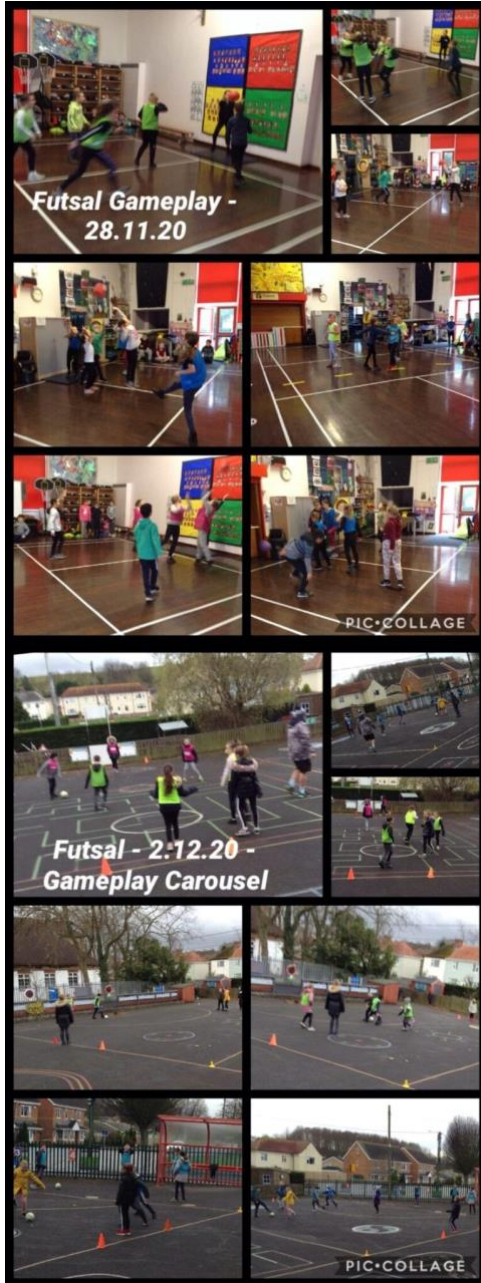 Futsal Gameplay -
28.11.20
PIC•COLLAGE
Futsal - 2.12.20 -
Gameplay Carousel
PIC•COLLAGE